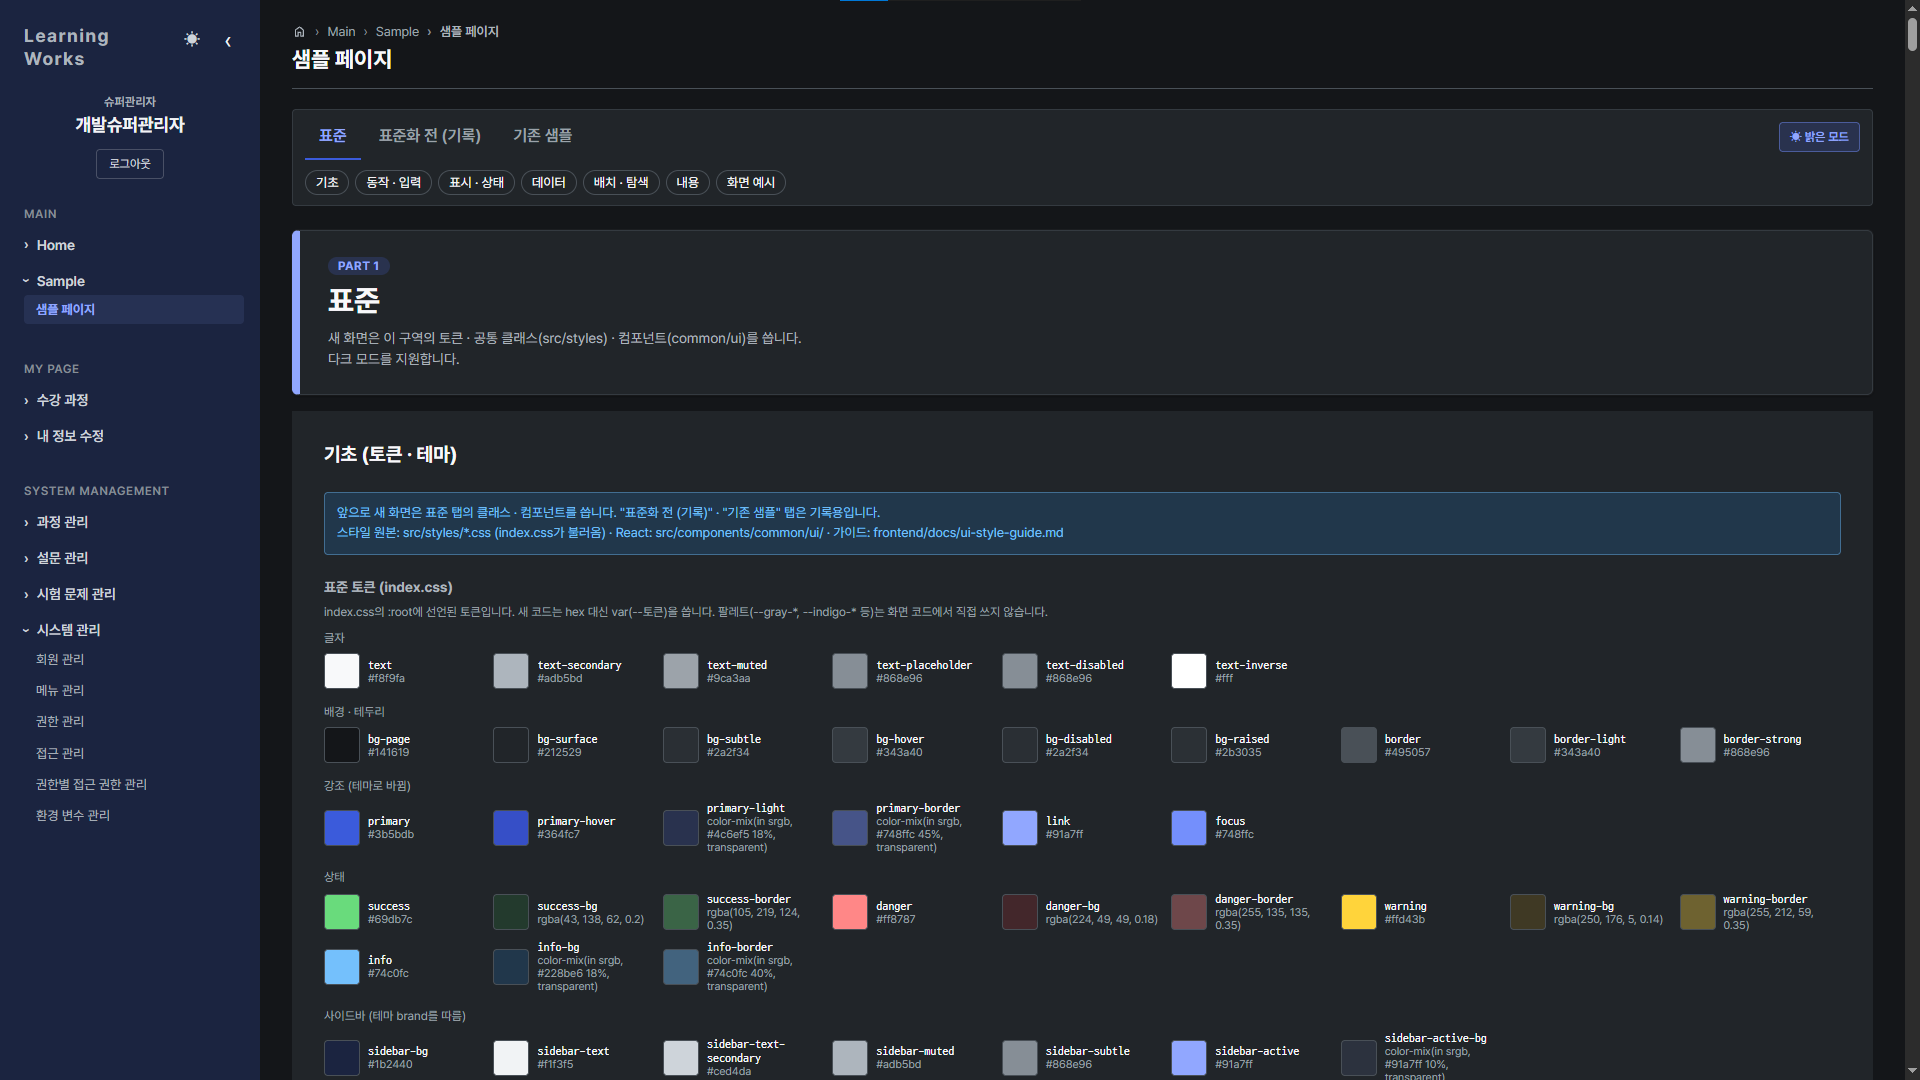 Learning
Works
슈퍼관리자
개발슈퍼관리자
로그아웃
MAIN
Home
Sample
샘플 페이지
MY PAGE
수강 과정
내 정보 수정
SYSTEM MANAGEMENT
과정 관리
설문 관리
시험 문제 관리
시스템 관리
회원 관리
메뉴 관리
권한 관리
접근 관리
권한별 접근 권한 관리
환경 변수 관리
Main › Sample › 샘플 페이지
샘플 페이지
표준 표준화 전 (기록) 기존 샘플
밝은 모드
기초 동작 · 입력 표시 · 상태 데이터 배치 · 탐색 내용 화면 예시
PART 1
표준
새 화면은 이 구역의 토큰 · 공통 클래스(src/styles) · 컴포넌트(common/ui)를 씁니다.
다크 모드를 지원합니다.
기초 (토큰 · 테마)
앞으로 새 화면은 표준 탭의 클래스 · 컴포넌트를 씁니다. "표준화 전 (기록)" · "기존 샘플" 탭은 기록용입니다.
스타일 원본: src/styles/*.css (index.css가 불러옴) · React: src/components/common/ui/ · 가이드: frontend/docs/ui-style-guide.md
표준 토큰 (index.css)
index.css의 :root에 선언된 토큰입니다. 새 코드는 hex 대신 var(--토큰)을 씁니다. 팔레트(--gray-*, --indigo-* 등)는 화면 코드에서 직접 쓰지 않습니다.
글자
text
#f8f9fa
text-secondary
#adb5bd
text-muted
#9ca3aa
text-placeholder
#868e96
text-disabled
#868e96
text-inverse
#fff
배경 · 테두리
bg-page
#141619
bg-surface
#212529
bg-subtle
#2a2f34
bg-hover
#343a40
bg-disabled
#2a2f34
bg-raised
#2b3035
border
#495057
border-light
#343a40
border-strong
#868e96
강조 (테마로 바뀜)
primary
#3b5bdb
primary-hover
#364fc7
primary-light
color-mix(in srgb,
#4c6ef5 18%,
transparent)
primary-border
color-mix(in srgb,
#748ffc 45%,
transparent)
link
#91a7ff
focus
#748ffc
상태
success
#69db7c
success-bg
rgba(43, 138, 62, 0.2)
success-border
rgba(105, 219, 124,
0.35)
danger
#ff8787
danger-bg
rgba(224, 49, 49, 0.18)
danger-border
rgba(255, 135, 135,
0.35)
warning
#ffd43b
warning-bg
rgba(250, 176, 5, 0.14)
warning-border
rgba(255, 212, 59,
0.35)
info
#74c0fc
info-bg
color-mix(in srgb,
#228be6 18%,
transparent)
info-border
color-mix(in srgb,
#74c0fc 40%,
transparent)
사이드바 (테마 brand를 따름)
sidebar-bg
#1b2440
sidebar-text
#f1f3f5
sidebar-text-
secondary
#ced4da
sidebar-muted
#adb5bd
sidebar-subtle
#868e96
sidebar-active
#91a7ff
sidebar-active-bg
color-mix(in srgb,
#91a7ff 10%,
transparent)